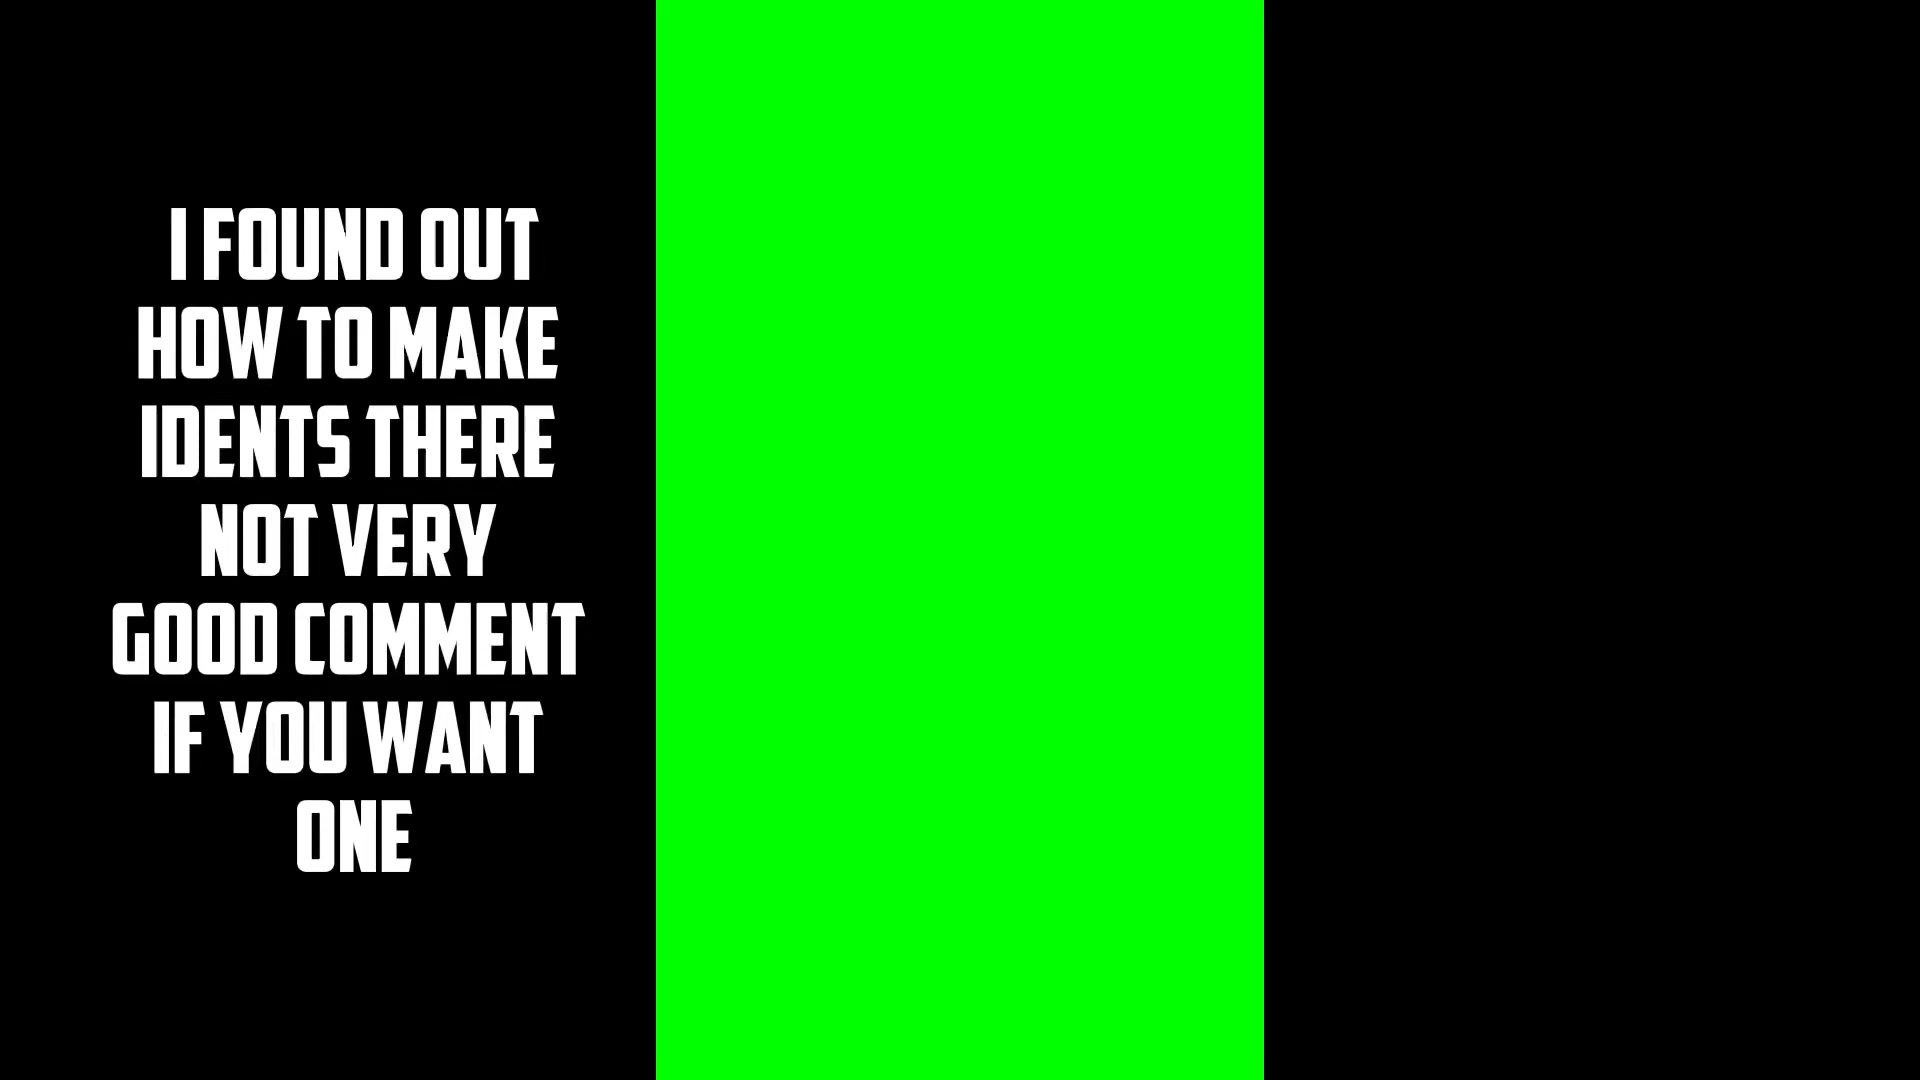 I FOUND OUT
HOW TO MAKE
IDENTS THERE
NOT VERY
GOOD COMMENT
IF YOU WANT
ONE